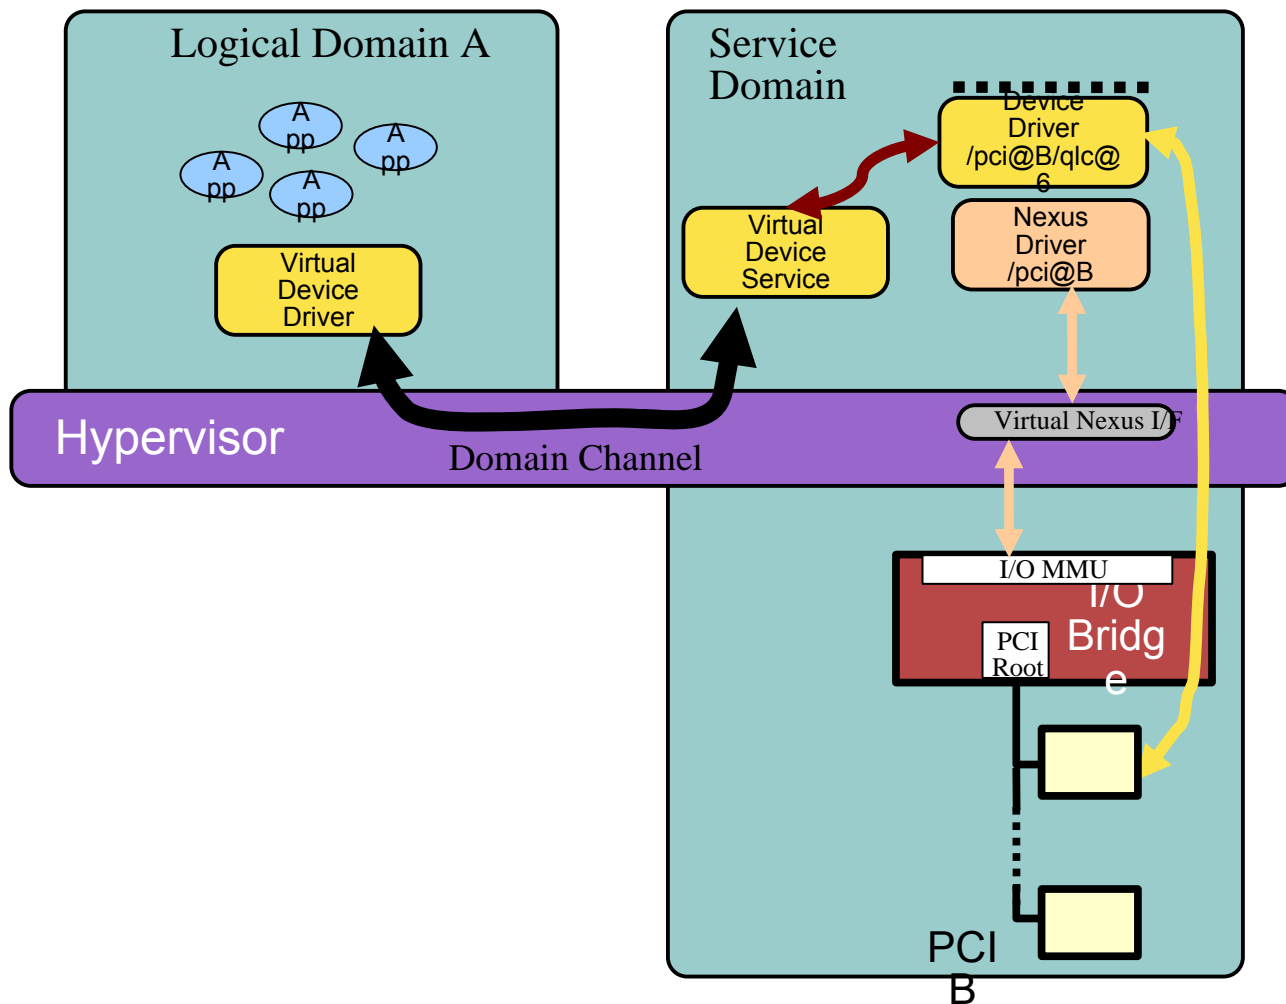 Logical Domain A
A
pp
A
pp
A
pp
A
pp
Virtual
Device
Driver
Service
Domain
Device
Driver
/pci@B/qlc@
6
Virtual
Device
Service
Nexus
Driver
/pci@B
Hypervisor
Domain Channel
Virtual Nexus I/F
I/O MMU
I/O
Bridg
e
PCI
Root
PCI
B